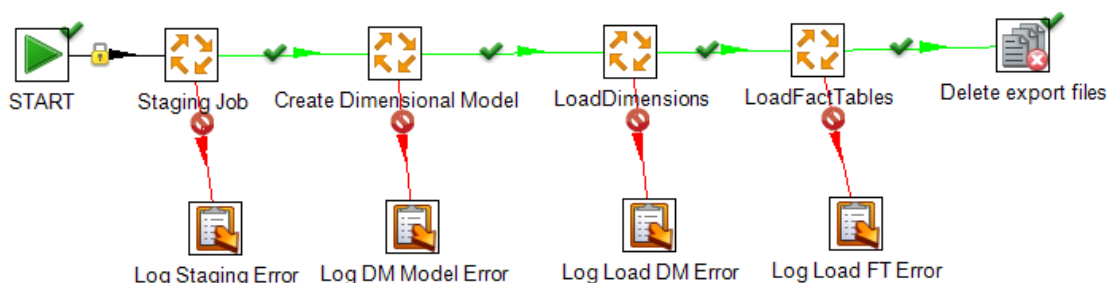 START
Staging Job
Create Dimensional Model
LoadDimensions
LoadFactTables
Delete export files
Log Staging Error
Log DM Model Error
Log Load DM Error
Log Load FT Error